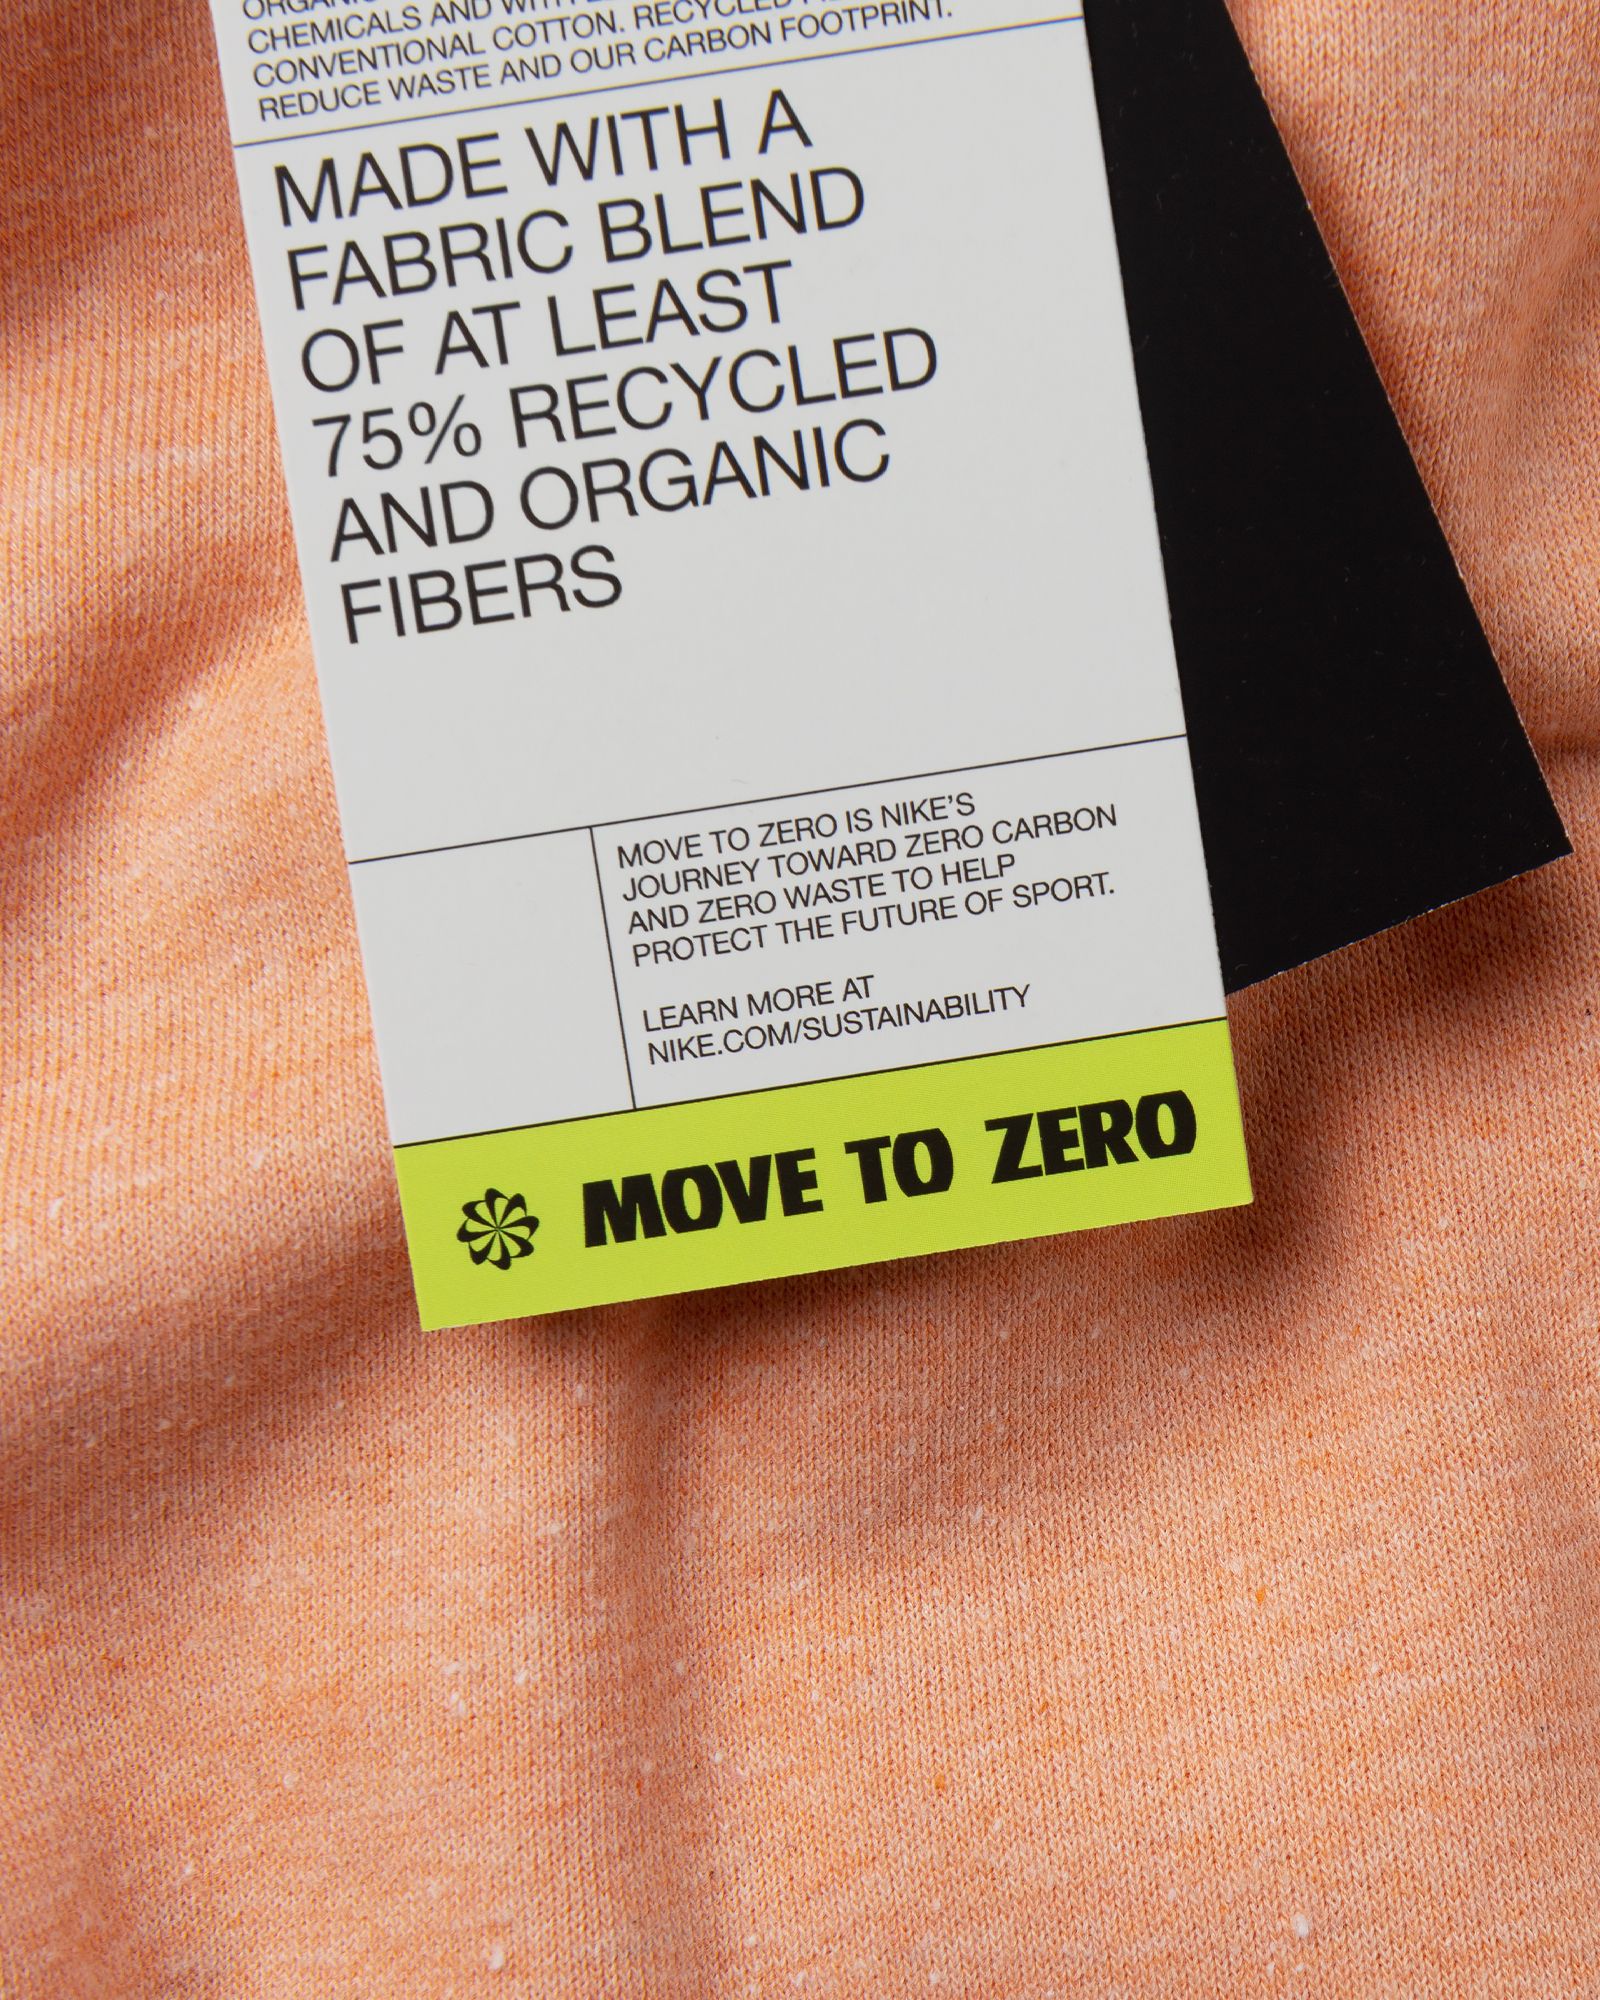 CHEMICALS AND
CONVENTIONAL COTTON. RECYCLED
REDUCE WASTE AND OUR CARBON FOOTPRINT.
MADE WITH A
FABRIC BLEND
OF AT LEAST
75% RECYCLED
AND ORGANIC
FIBERS
MOVE TO ZERO IS NIKE'S
JOURNEY TOWARD ZERO CARBON
AND ZERO WASTE TO HELP
PROTECT THE FUTURE OF SPORT.
LEARN MORE AT
NIKE.COM/SUSTAINABILITY
MOVE TO ZERO